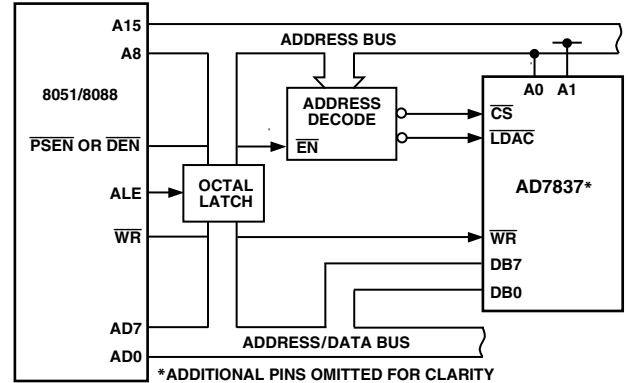 A15
ADDRESS BUS
A8
8051/8088
ADDRESS
DECODE
EN
A0 A1
CS
LDAC
PSEN OR DEN
AD7837*
ALE
OCTAL
LATCH
WR
WR
DB7
DB0
AD7
ADDRESS/DATA BUS
AD0
*ADDITIONAL PINS OMITTED FOR CLARITY